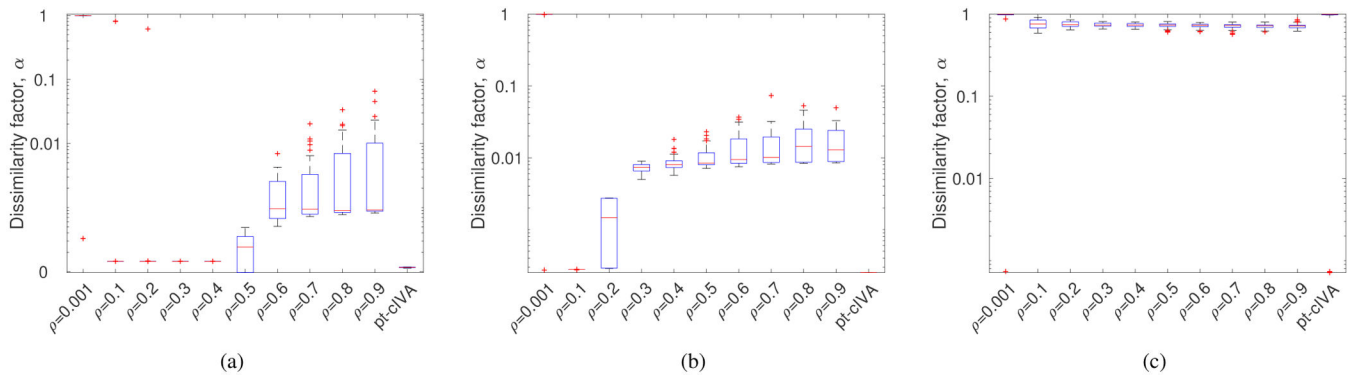 1
0.1
0.01
0
Dissimilarity factor, α
ρ=0.001
ρ=0.1
ρ=0.2
ρ=0.3
ρ=0.4
ρ=0.5
ρ=0.6
ρ=0.7
ρ=0.8
ρ=0.9
pt-cIVA
(a)
1
0.1
0.01
Dissimilarity factor, α
ρ=0.001
ρ=0.1
ρ=0.2
ρ=0.3
ρ=0.4
ρ=0.5
ρ=0.6
ρ=0.7
ρ=0.8
ρ=0.9
pt-cIVA
(b)
1
0.1
0.01
Dissimilarity factor, α
ρ=0.001
ρ=0.1
ρ=0.2
ρ=0.3
ρ=0.4
ρ=0.5
ρ=0.6
ρ=0.7
ρ=0.8
ρ=0.9
pt-cIVA
(c)